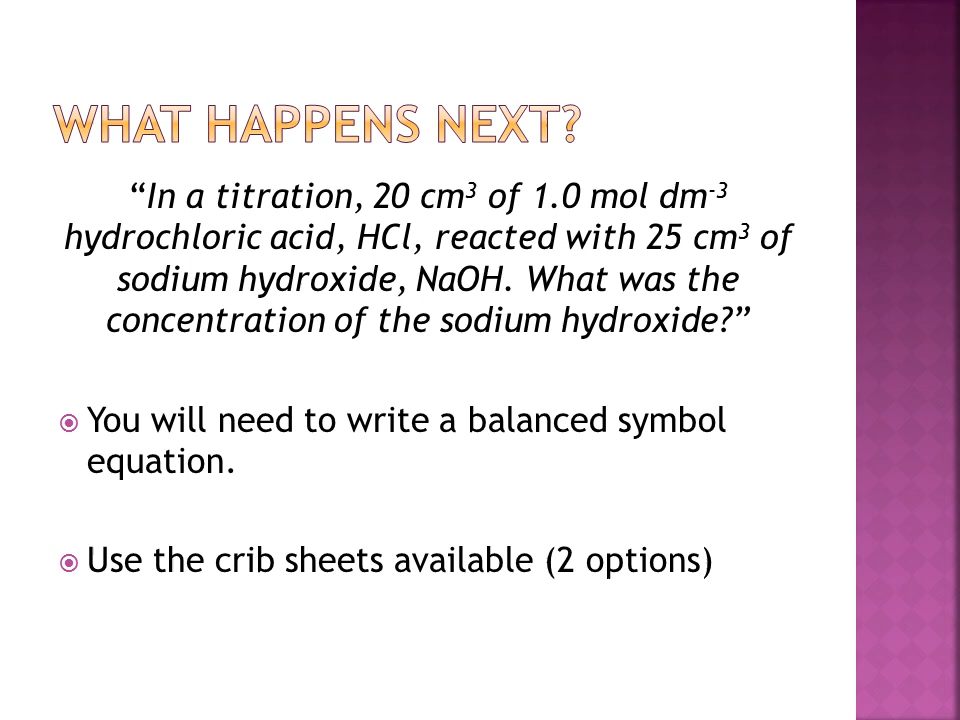 WHAT HAPPENS NEXT?
“In a titration, 20 cm³ of 1.0 mol dm⁻³
hydrochloric acid, HCl, reacted with 25 cm³ of
sodium hydroxide, NaOH. What was the
concentration of the sodium hydroxide?”
You will need to write a balanced symbol
equation.
Use the crib sheets available (2 options)